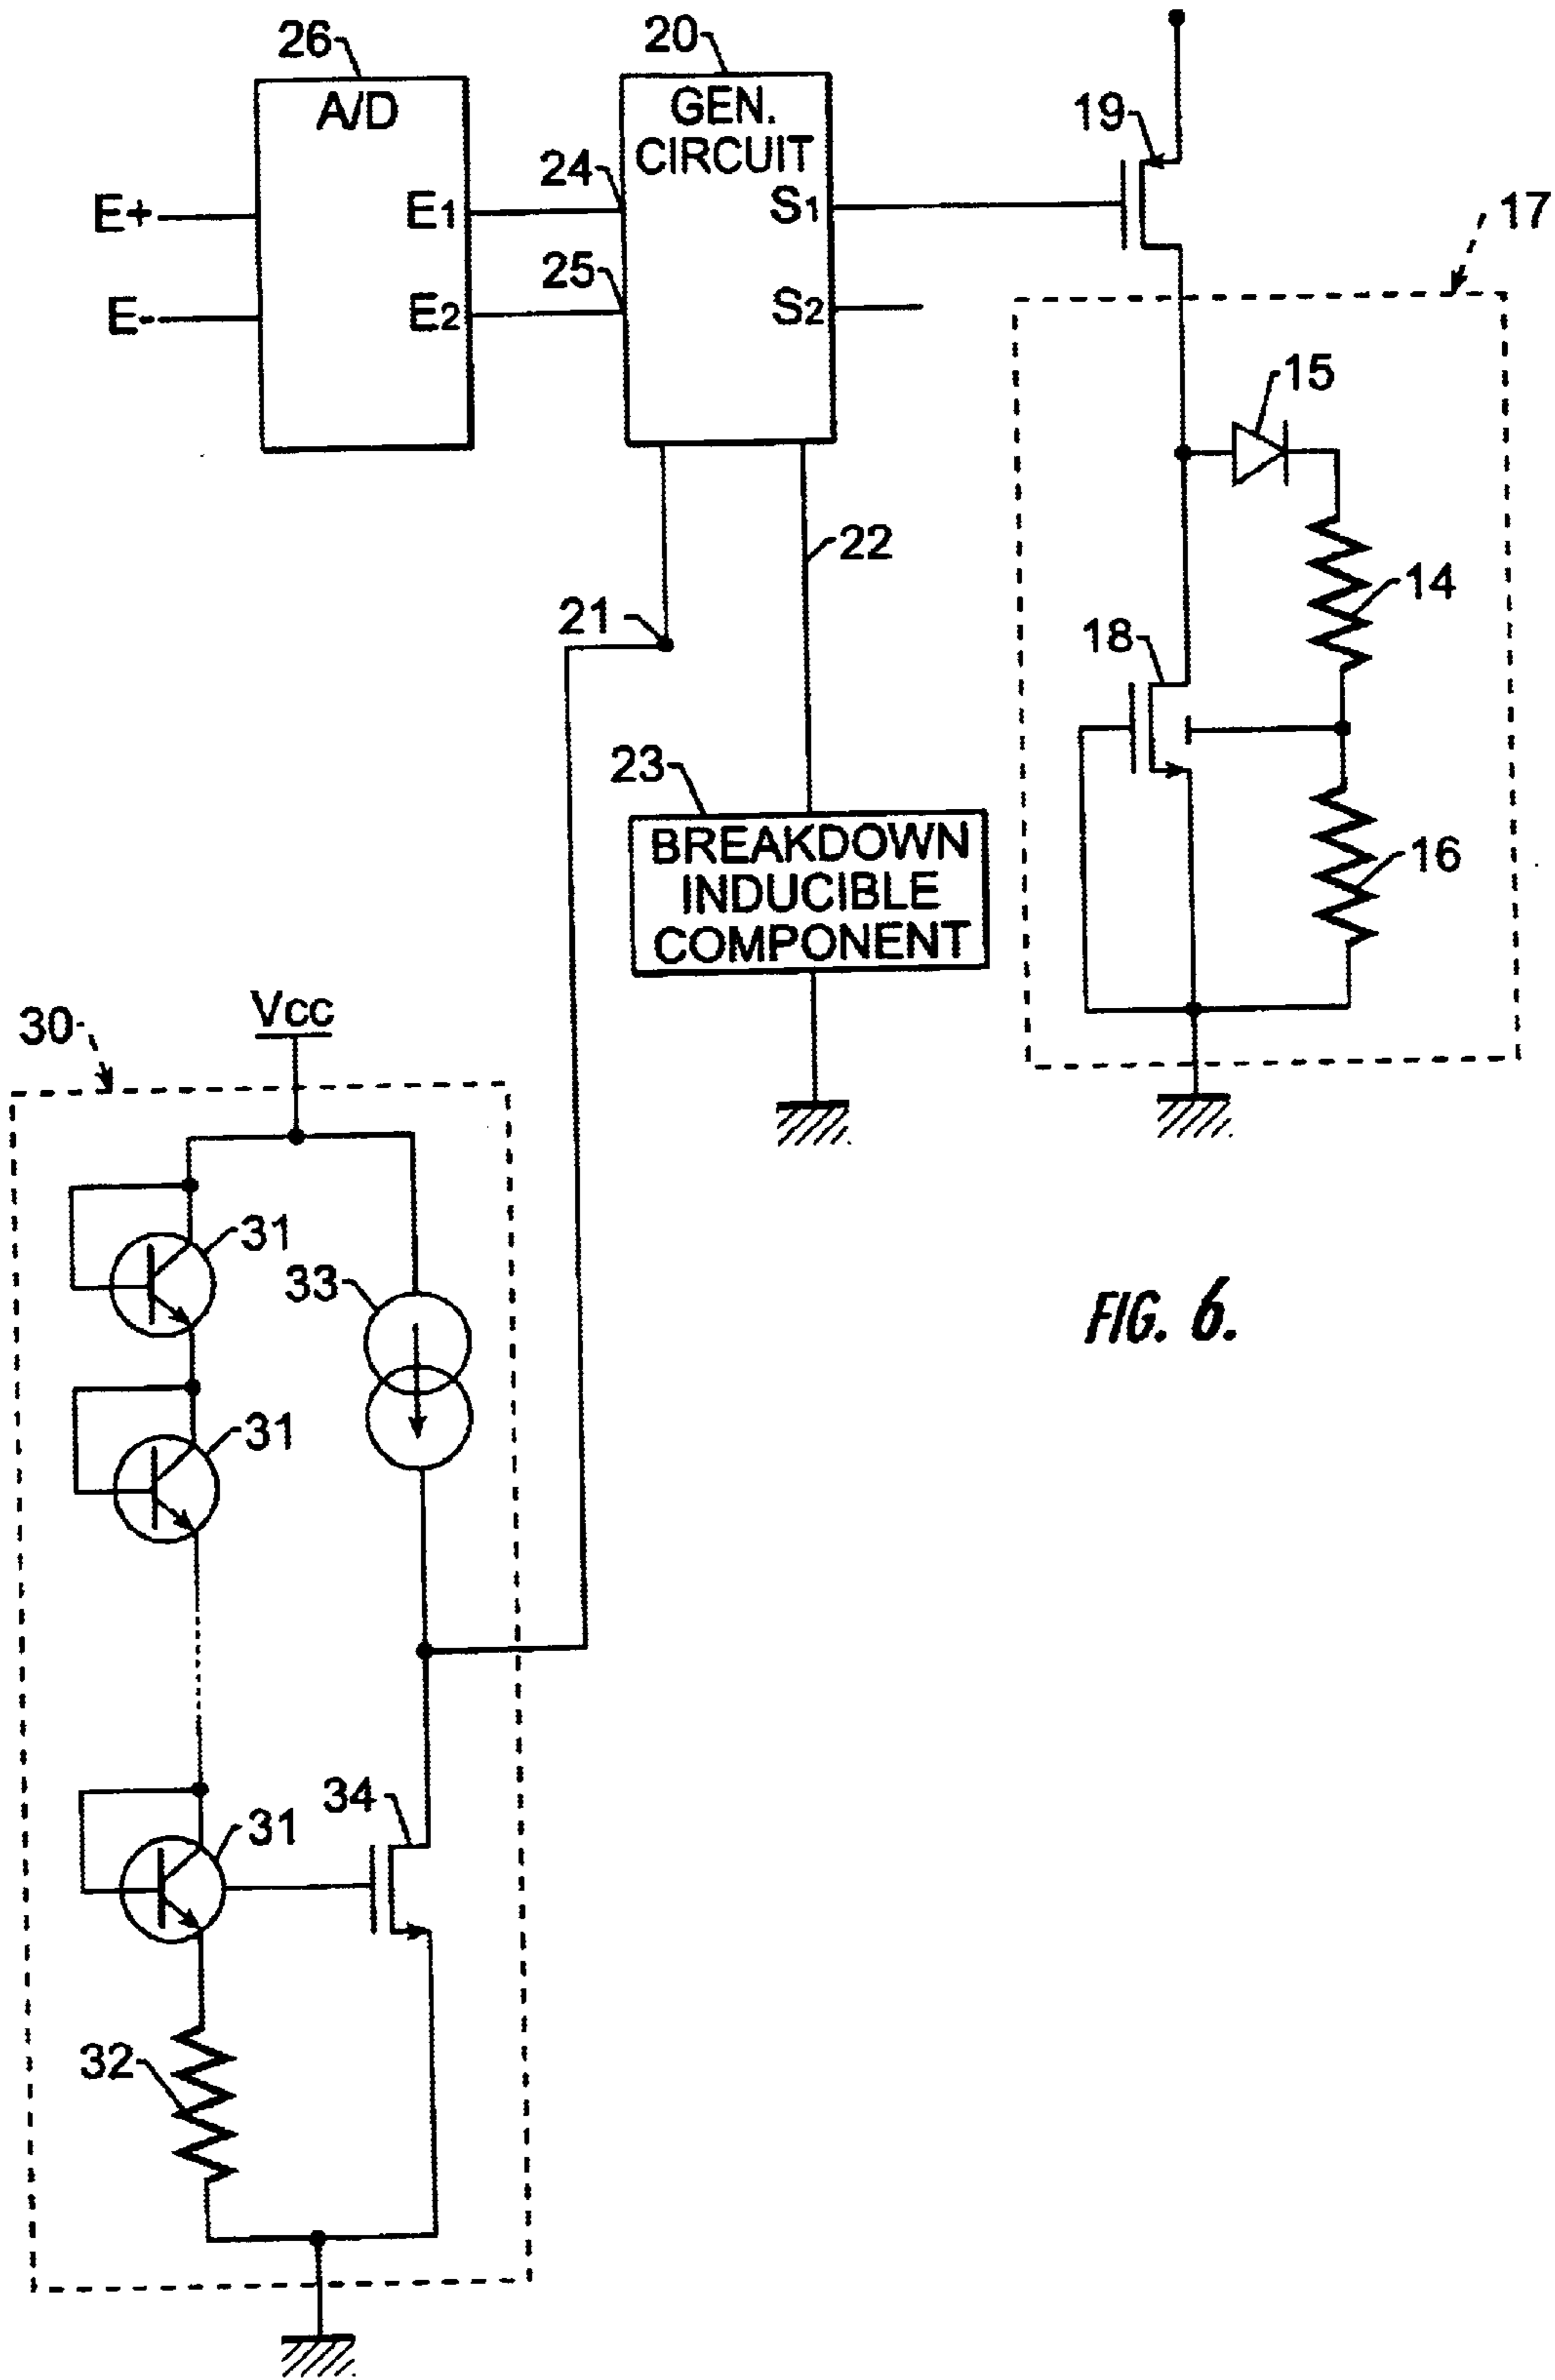 26
A/D
E+
E-
E1
E2
20
GEN.
CIRCUIT
24
25
S1
S2
19
17
15
14
18
16
21
22
23
BREAKDOWN
INDUCIBLE
COMPONENT
30
Vcc
31
33
31
31
34
32
FIG. 6.